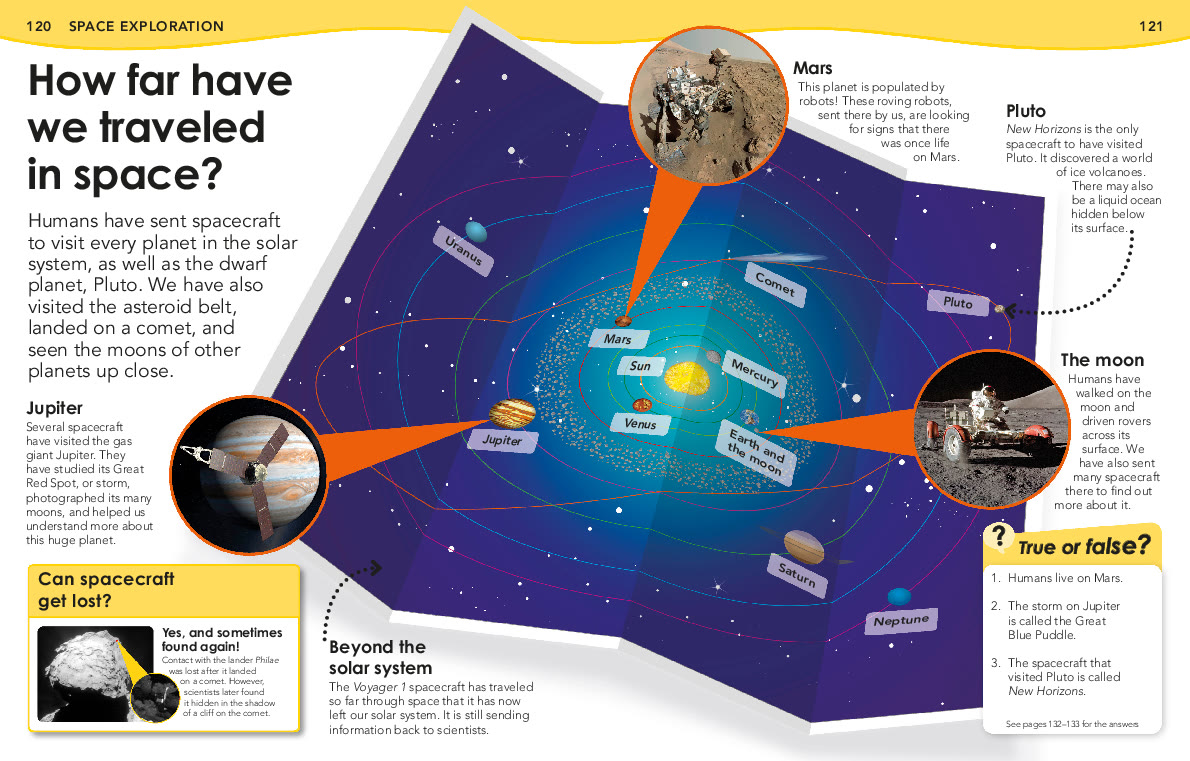 120 SPACE EXPLORATION
121
How far have
we traveled
in space?
Humans have sent spacecraft
to visit every planet in the solar
system, as well as the dwarf
planet, Pluto. We have also
visited the asteroid belt,
landed on a comet, and
seen the moons of other
planets up close.
Mars
This planet is populated by
robots! These roving robots,
sent there by us, are looking
for signs that there
was once life
on Mars.
Pluto
New Horizons is the only
spacecraft to have visited
Pluto. It discovered a world
of ice volcanoes.
There may also
be a liquid ocean
hidden below
its surface.
Uranus
Comet
Pluto
Mars
Sun
Mercury
Venus
Earth and
the moon
Jupiter
Saturn
Neptune
The moon
Humans have
walked on the
moon and
driven rovers
across its
surface. We
have also sent
many spacecraft
there to find out
more about it.
Jupiter
Several spacecraft
have visited the gas
giant Jupiter. They
have studied its Great
Red Spot, or storm,
photographed its many
moons, and helped us
understand more about
this huge planet.
Can spacecraft
get lost?
Yes, and sometimes
found again!
Contact with the lander Philae
was lost after it landed
on a comet. However,
scientists later found
it hidden in the shadow
of a cliff on the comet.
Beyond the
solar system
The Voyager 1 spacecraft has traveled
so far through space that it has now
left our solar system. It is still sending
information back to scientists.
? True or false?
1. Humans live on Mars.
2. The storm on Jupiter
is called the Great
Blue Puddle.
3. The spacecraft that
visited Pluto is called
New Horizons.
See pages 132–133 for the answers